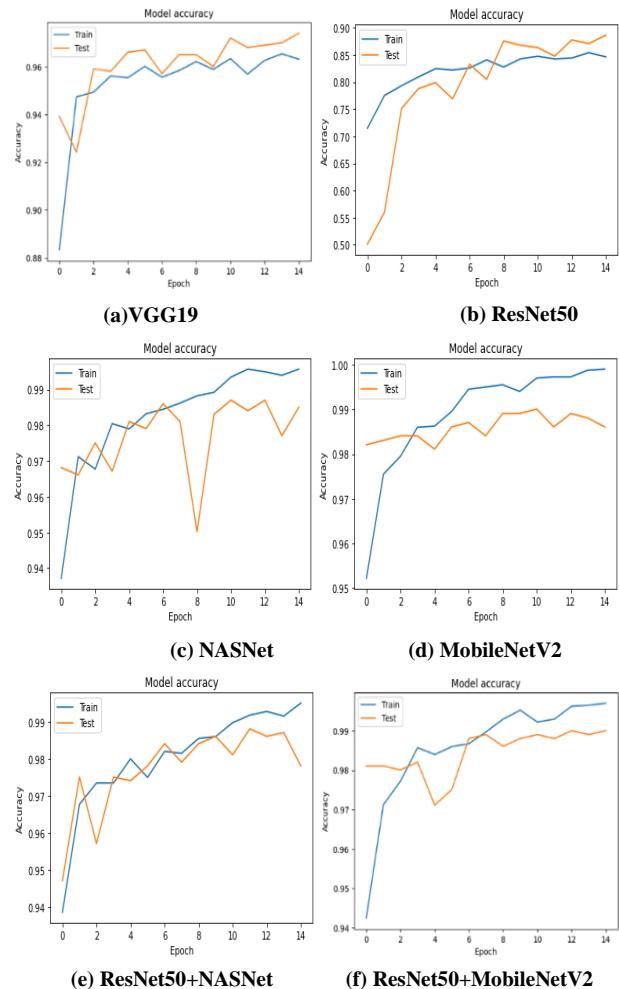 Model accuracy
Train
Test
0.96
0.94
0.92
0.90
0.88
Accuracy
0 2 4 6 8 10 12 14
Epoch
(a)VGG19
Model accuracy
Train
Test
0.90
0.85
0.80
0.75
0.70
0.65
0.60
0.55
0.50
Accuracy
0 2 4 6 8 10 12 14
Epoch
(b) ResNet50
Model accuracy
Train
Test
0.99
0.98
0.97
0.96
0.95
0.94
Accuracy
0 2 4 6 8 10 12 14
Epoch
(c) NASNet
Model accuracy
Train
Test
1.00
0.99
0.98
0.97
0.96
0.95
Accuracy
0 2 4 6 8 10 12 14
Epoch
(d) MobileNetV2
Model accuracy
Train
Test
0.99
0.98
0.97
0.96
0.95
0.94
Accuracy
0 2 4 6 8 10 12 14
Epoch
(e) ResNet50+NASNet
Model accuracy
Train
Test
0.99
0.98
0.97
0.96
0.95
0.94
Accuracy
0 2 4 6 8 10 12 14
Epoch
(f) ResNet50+MobileNetV2